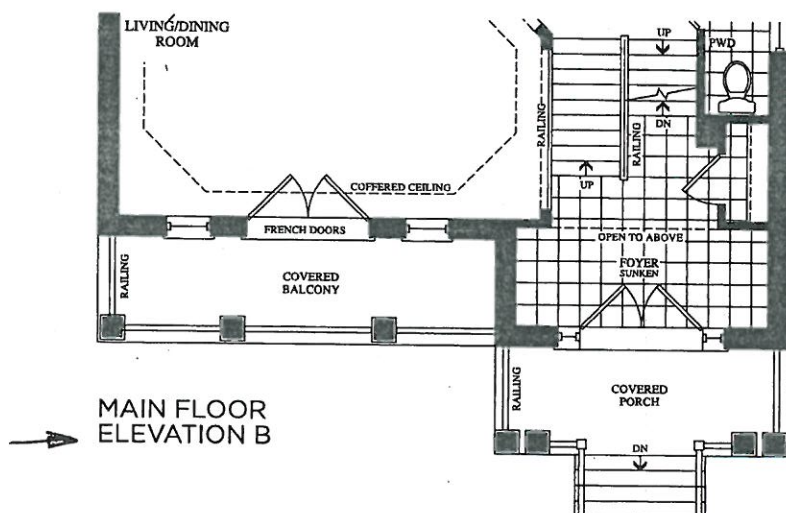 LIVING/DINING
ROOM
UP
PWD
DN
RAILING
RAILING
UP
COFFERED CEILING
FRENCH DOORS
OPEN TO ABOVE
FOYER
SUNKEN
RAILING
COVERED
BALCONY
RAILING
COVERED
PORCH
MAIN FLOOR
ELEVATION B
DN